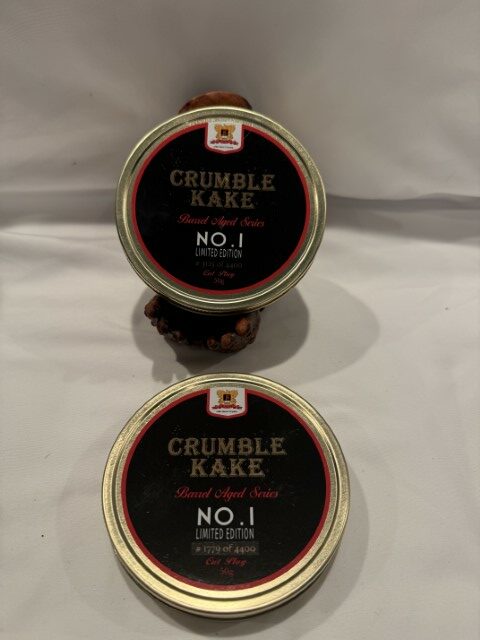 CRUMBLE
KAKE
Barrel Aged Series
NO.1
LIMITED EDITION
Cut Plug
50g
CRUMBLE
KAKE
Barrel Aged Series
NO.1
LIMITED EDITION
# 1779 of 4400
Cut Plug
50g